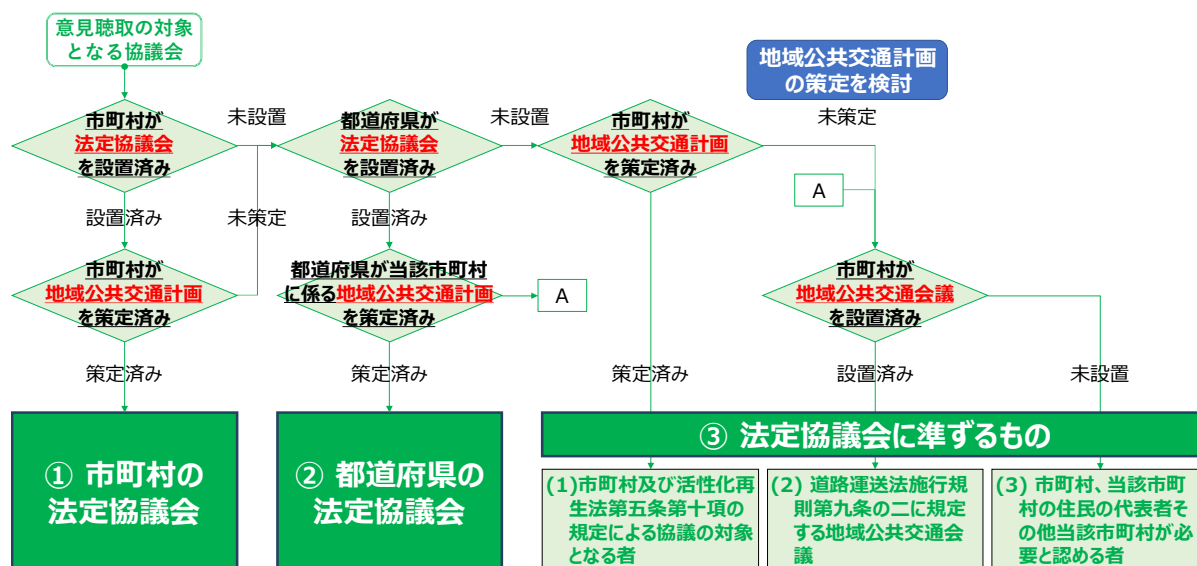 意見聴取の対象
となる協議会
地域公共交通計画
の策定を検討
市町村が
法定協議会
を設置済み
未設置
都道府県が
法定協議会
を設置済み
未設置
市町村が
地域公共交通計画
を策定済み
未策定
A
設置済み
未策定
設置済み
市町村が
地域公共交通計画
を策定済み
都道府県が当該市町村
に係る地域公共交通計画
を策定済み
A
市町村が
地域公共交通会議
を設置済み
策定済み
策定済み
策定済み
設置済み
未設置
① 市町村の
法定協議会
② 都道府県の
法定協議会
③ 法定協議会に準ずるもの
(1)市町村及び活性化再
生法第五条第十項の
規定による協議の対象
となる者
(2) 道路運送法施行規
則第九条の二に規定
する地域公共交通会
議
(3) 市町村、当該市町
村の住民の代表者そ
の他当該市町村が必
要と認める者